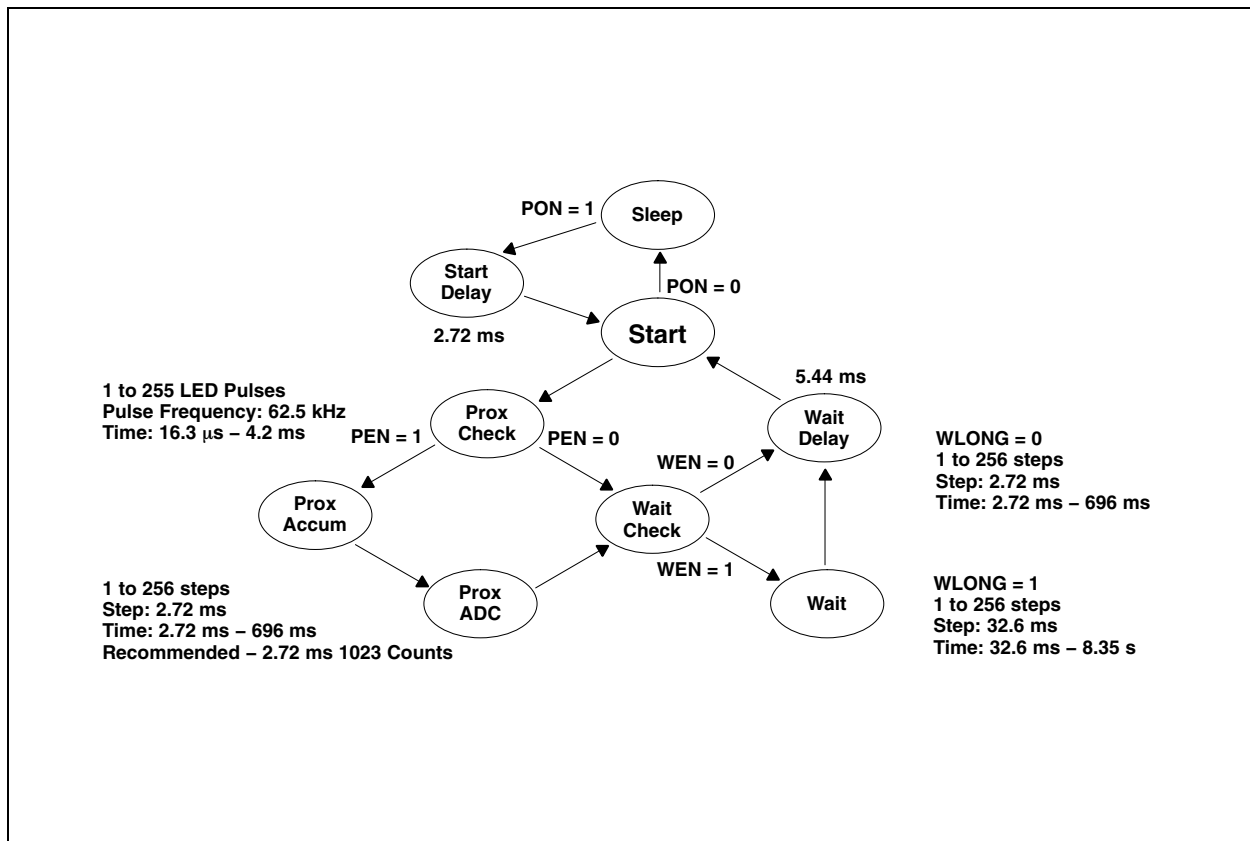 PON = 1
Sleep
Start
Delay
PON = 0
2.72 ms
Start
5.44 ms
1 to 255 LED Pulses
Pulse Frequency: 62.5 kHz
Time: 16.3 μs – 4.2 ms
Prox
Check
PEN = 1
PEN = 0
Wait
Delay
WEN = 0
WLONG = 0
1 to 256 steps
Step: 2.72 ms
Time: 2.72 ms – 696 ms
Prox
Accum
Wait
Check
WEN = 1
1 to 256 steps
Step: 2.72 ms
Time: 2.72 ms – 696 ms
Recommended – 2.72 ms 1023 Counts
Prox
ADC
Wait
WLONG = 1
1 to 256 steps
Step: 32.6 ms
Time: 32.6 ms – 8.35 s